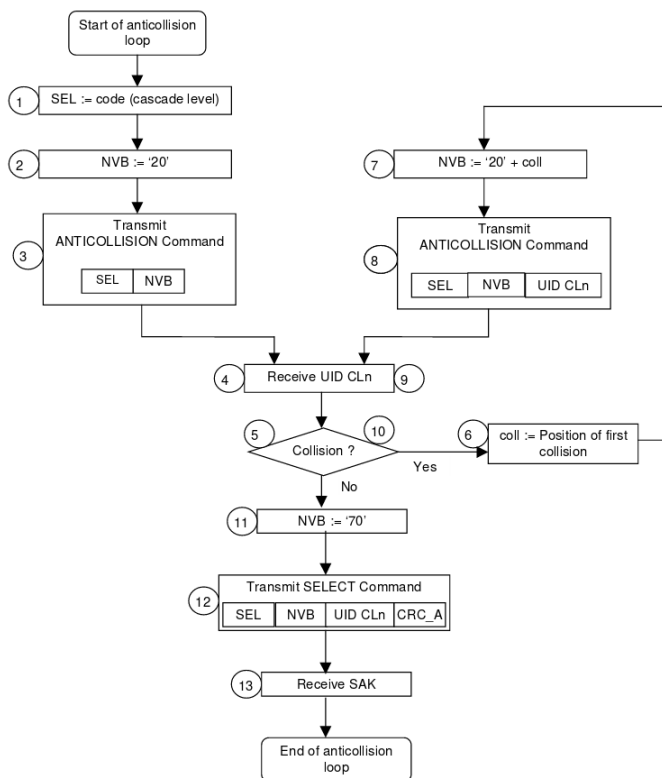 Start of anticollision
loop
1
SEL := code (cascade level)
2
NVB := ‘20’
7
NVB := ‘20’ + coll
Transmit
ANTICOLLISION Command
3
SEL
NVB
Transmit
ANTICOLLISION Command
8
SEL
NVB
UID CLn
4
Receive UID CLn
9
5
Collision ?
10
Yes
6
coll := Position of first
collision
No
11
NVB := ‘70’
12
Transmit SELECT Command
SEL
NVB
UID CLn
CRC_A
13
Receive SAK
End of anticollision
loop